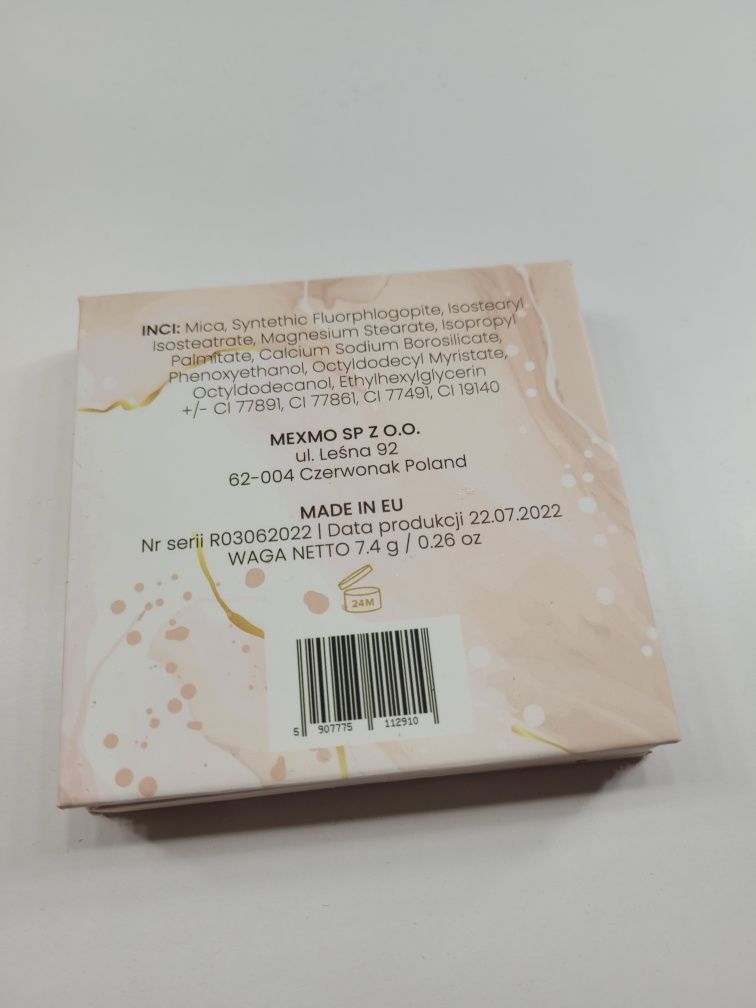 INCI: Mica, Syntethic Fluorphlogopite, Isostearyl
Isosteatrate, Magnesium Stearate, Isopropyl
Palmitate, Calcium Sodium Borosilicate,
Phenoxyethanol, Octyldodecyl Myristate,
Octyldodecanol, Ethylhexylglycerin
+/- CI 77891, CI 77861, CI 77491, CI 19140
MEXMO SP Z O.O.
ul. Leśna 92
62-004 Czerwonak Poland
MADE IN EU
Nr serii R03062022 | Data produkcji 22.07.2022
WAGA NETTO 7.4 g / 0.26 oz
24M
5 907775 112910